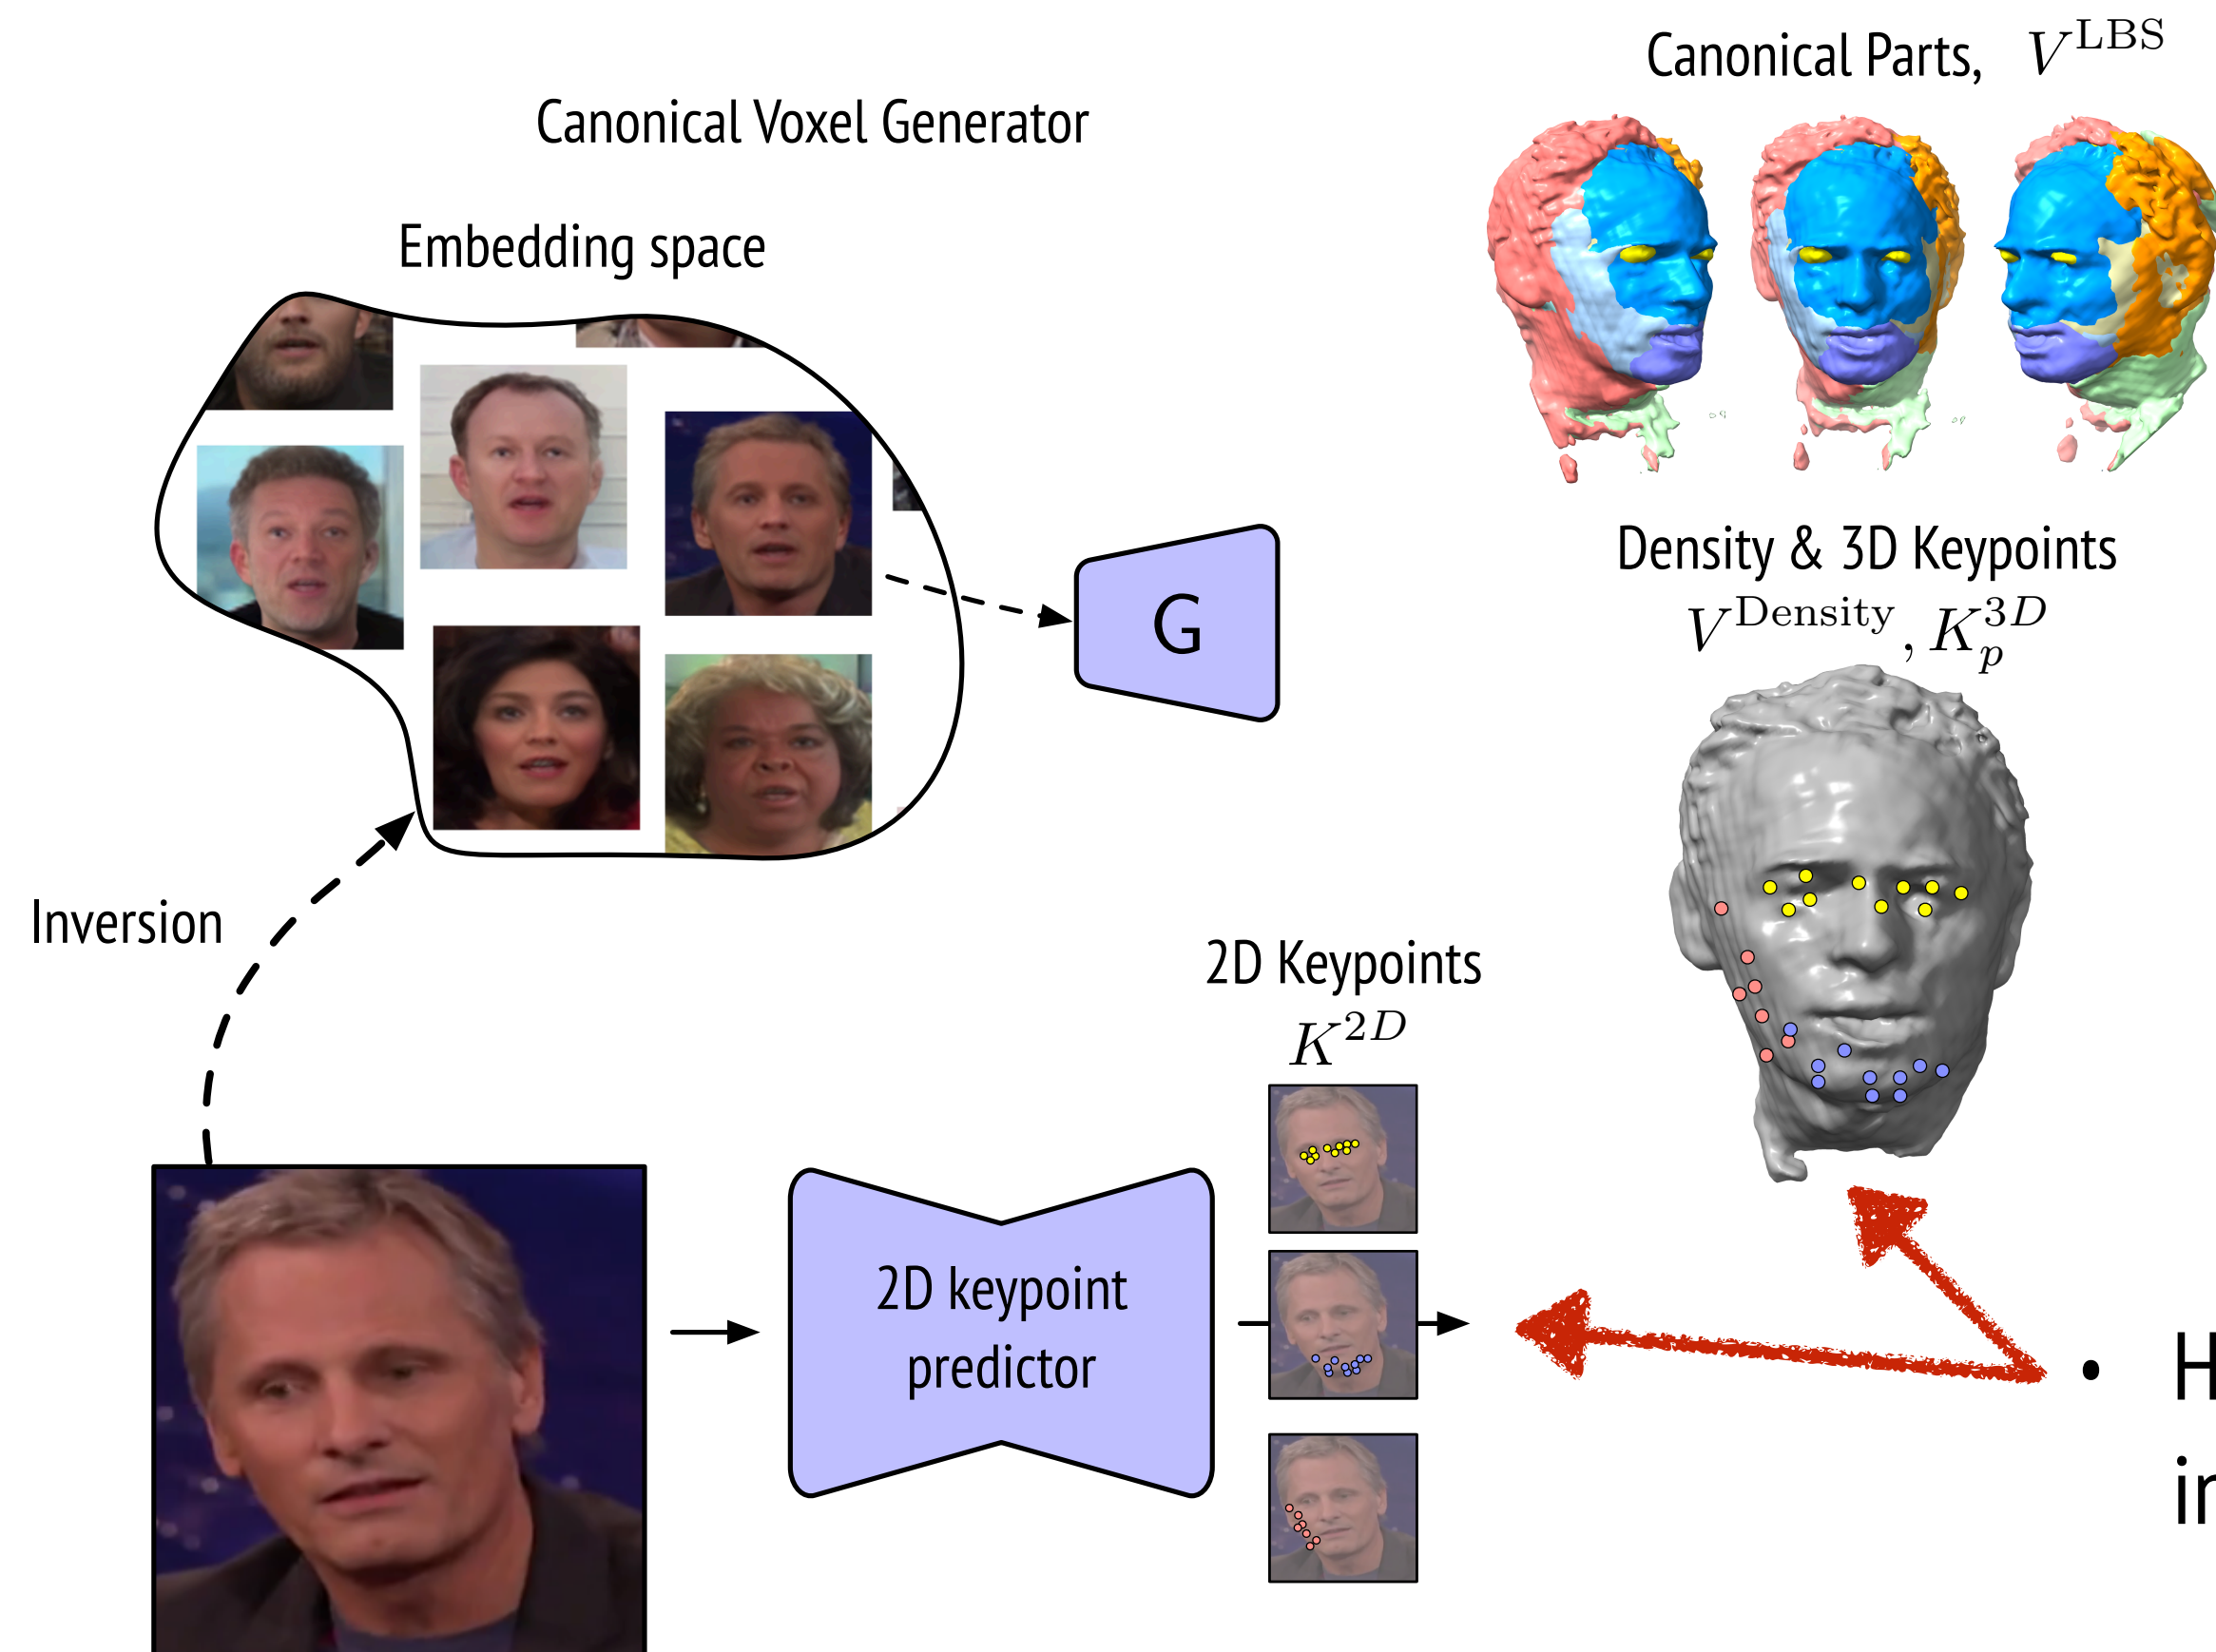 Canonical Parts, V^LBS
Canonical Voxel Generator
Embedding space
G
Density & 3D Keypoints
V^Density, K_p^3D
Inversion
2D Keypoints
K^2D
2D keypoint
predictor
• H